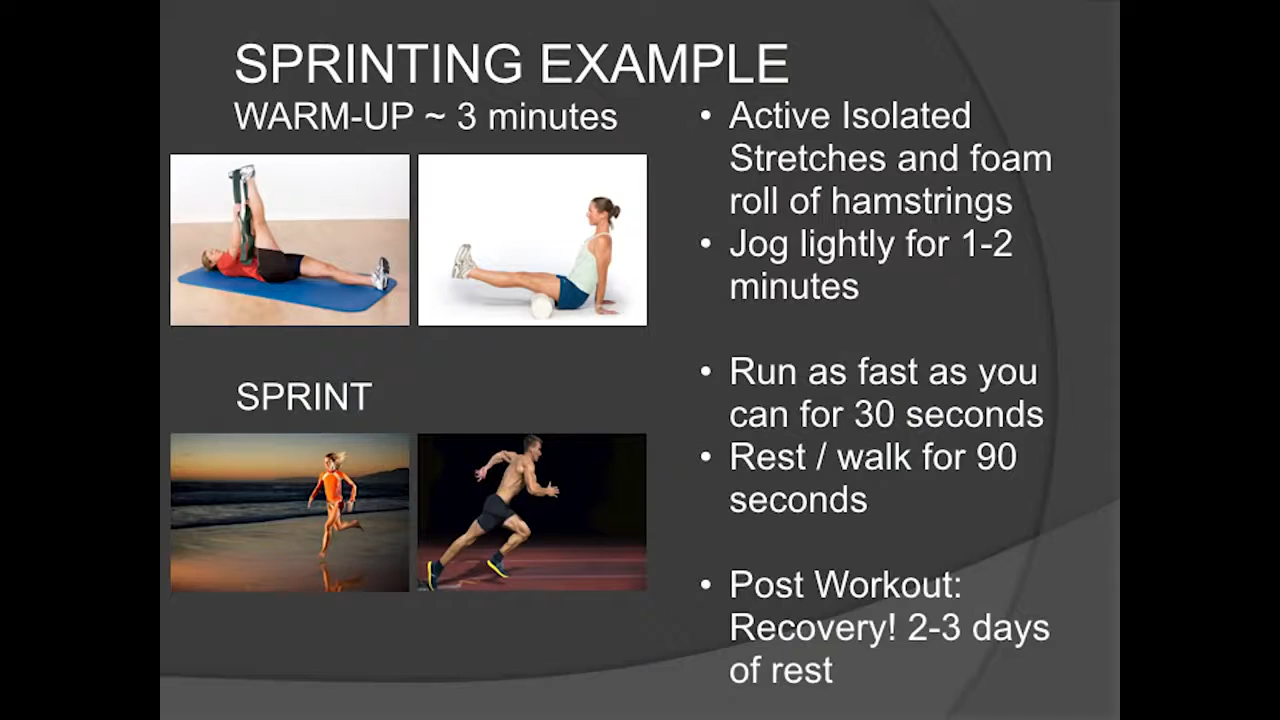 SPRINTING EXAMPLE
WARM-UP ~ 3 minutes
• Active Isolated
Stretches and foam
roll of hamstrings
• Jog lightly for 1-2
minutes
SPRINT
• Run as fast as you
can for 30 seconds
• Rest / walk for 90
seconds
• Post Workout:
Recovery! 2-3 days
of rest